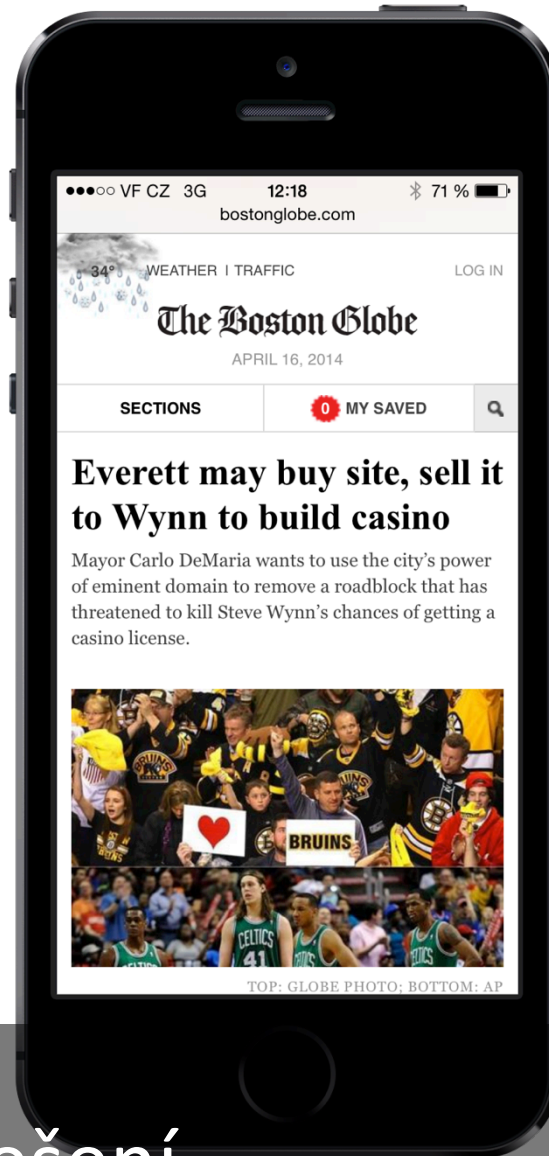 ●●●○○ VF CZ 3G 12:18 71 %
bostonglobe.com
34° WEATHER | TRAFFIC LOG IN
The Boston Globe
APRIL 16, 2014
SECTIONS 0 MY SAVED
Everett may buy site, sell it
to Wynn to build casino
Mayor Carlo DeMaria wants to use the city's power
of eminent domain to remove a roadblock that has
threatened to kill Steve Wynn's chances of getting a
casino license.
BRUINS
BRUINS
CELTICS
41
CELTICS
TOP: GLOBE PHOTO; BOTTOM: AP